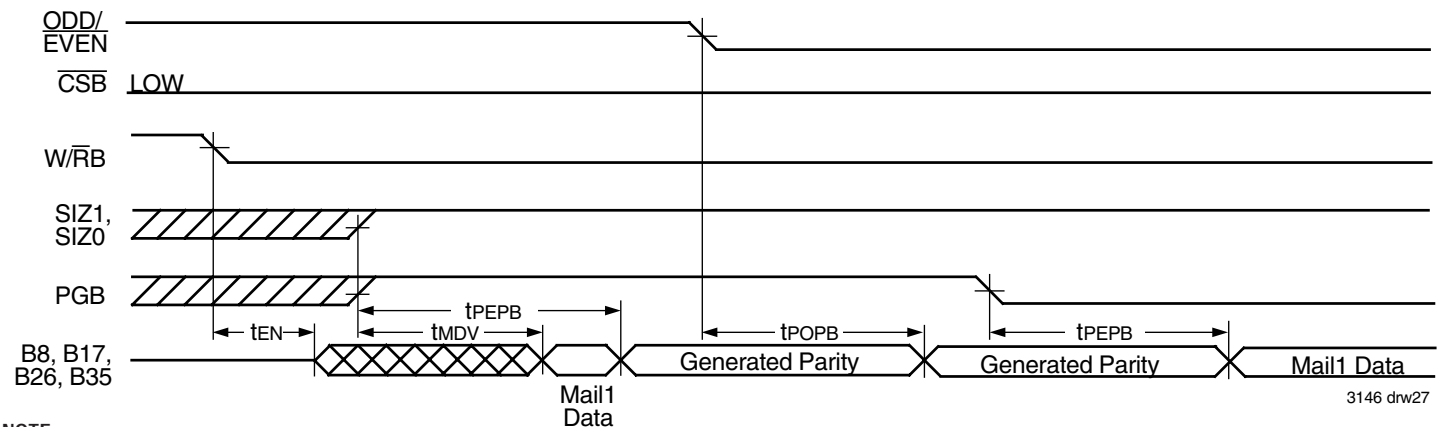 ODD/
EVEN
CSB LOW
W/RB
SIZ1,
SIZ0
PGB
tPEPB
tEN tMDV tPOPB tPEPB
B8, B17,
B26, B35
Generated Parity Generated Parity Mail1 Data
Mail1
Data
3146 drw27